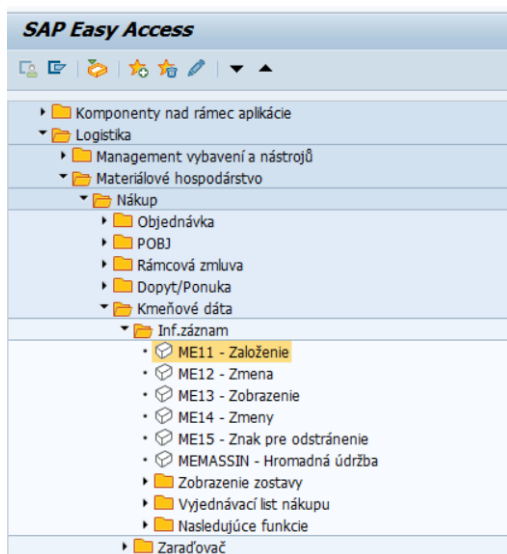 SAP Easy Access
Komponenty nad rámec aplikácie
Logistika
Management vybavení a nástrojů
Materiálové hospodárstvo
Nákup
Objednávka
POBJ
Rámcová zmluva
Dopyt/Ponuka
Kmeňové dáta
Inf.záznam
ME11 - Založenie
ME12 - Zmena
ME13 - Zobrazenie
ME14 - Zmeny
ME15 - Znak pre odstránenie
MEMASSIN - Hromadná údržba
Zobrazenie zostavy
Vyjednávací list nákupu
Nasledujúce funkcie
Zaraďovač